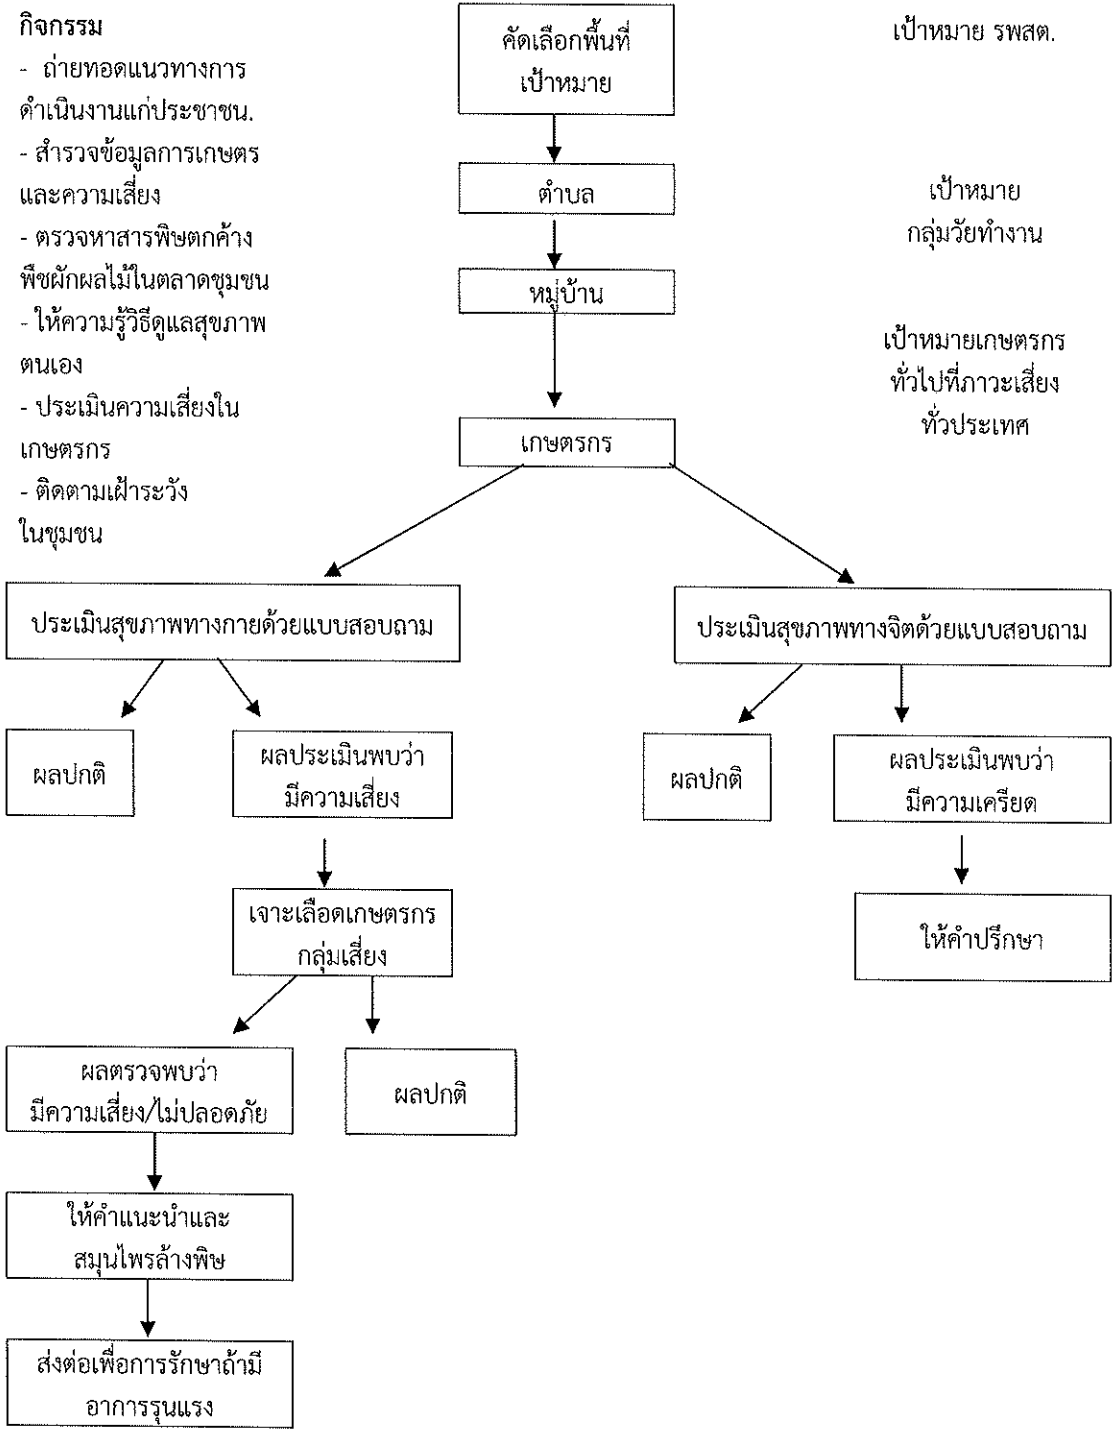 กิจกรรม
- ถ่ายทอดแนวทางการ
ดำเนินงานแก่ประชาชน.
- สำรวจข้อมูลการเกษตร
และความเสี่ยง
- ตรวจหาสารพิษตกค้าง
พืชผักผลไม้ในตลาดชุมชน
- ให้ความรู้วิธีดูแลสุขภาพ
ตนเอง
- ประเมินความเสี่ยงใน
เกษตรกร
- ติดตามเฝ้าระวัง
ในชุมชน
คัดเลือกพื้นที่
เป้าหมาย
ตำบล
หมู่บ้าน
เกษตรกร
เป้าหมาย รพสต.
เป้าหมาย
กลุ่มวัยทำงาน
เป้าหมายเกษตรกร
ทั่วไปที่ภาวะเสี่ยง
ทั่วประเทศ
ประเมินสุขภาพทางกายด้วยแบบสอบถาม
ประเมินสุขภาพทางจิตด้วยแบบสอบถาม
ผลปกติ
ผลประเมินพบว่า
มีความเสี่ยง
ผลปกติ
ผลประเมินพบว่า
มีความเครียด
เจาะเลือดเกษตรกร
กลุ่มเสี่ยง
ให้คำปรึกษา
ผลตรวจพบว่า
มีความเสี่ยง/ไม่ปลอดภัย
ผลปกติ
ให้คำแนะนำและ
สมุนไพรล้างพิษ
ส่งต่อเพื่อการรักษาถ้ามี
อาการรุนแรง